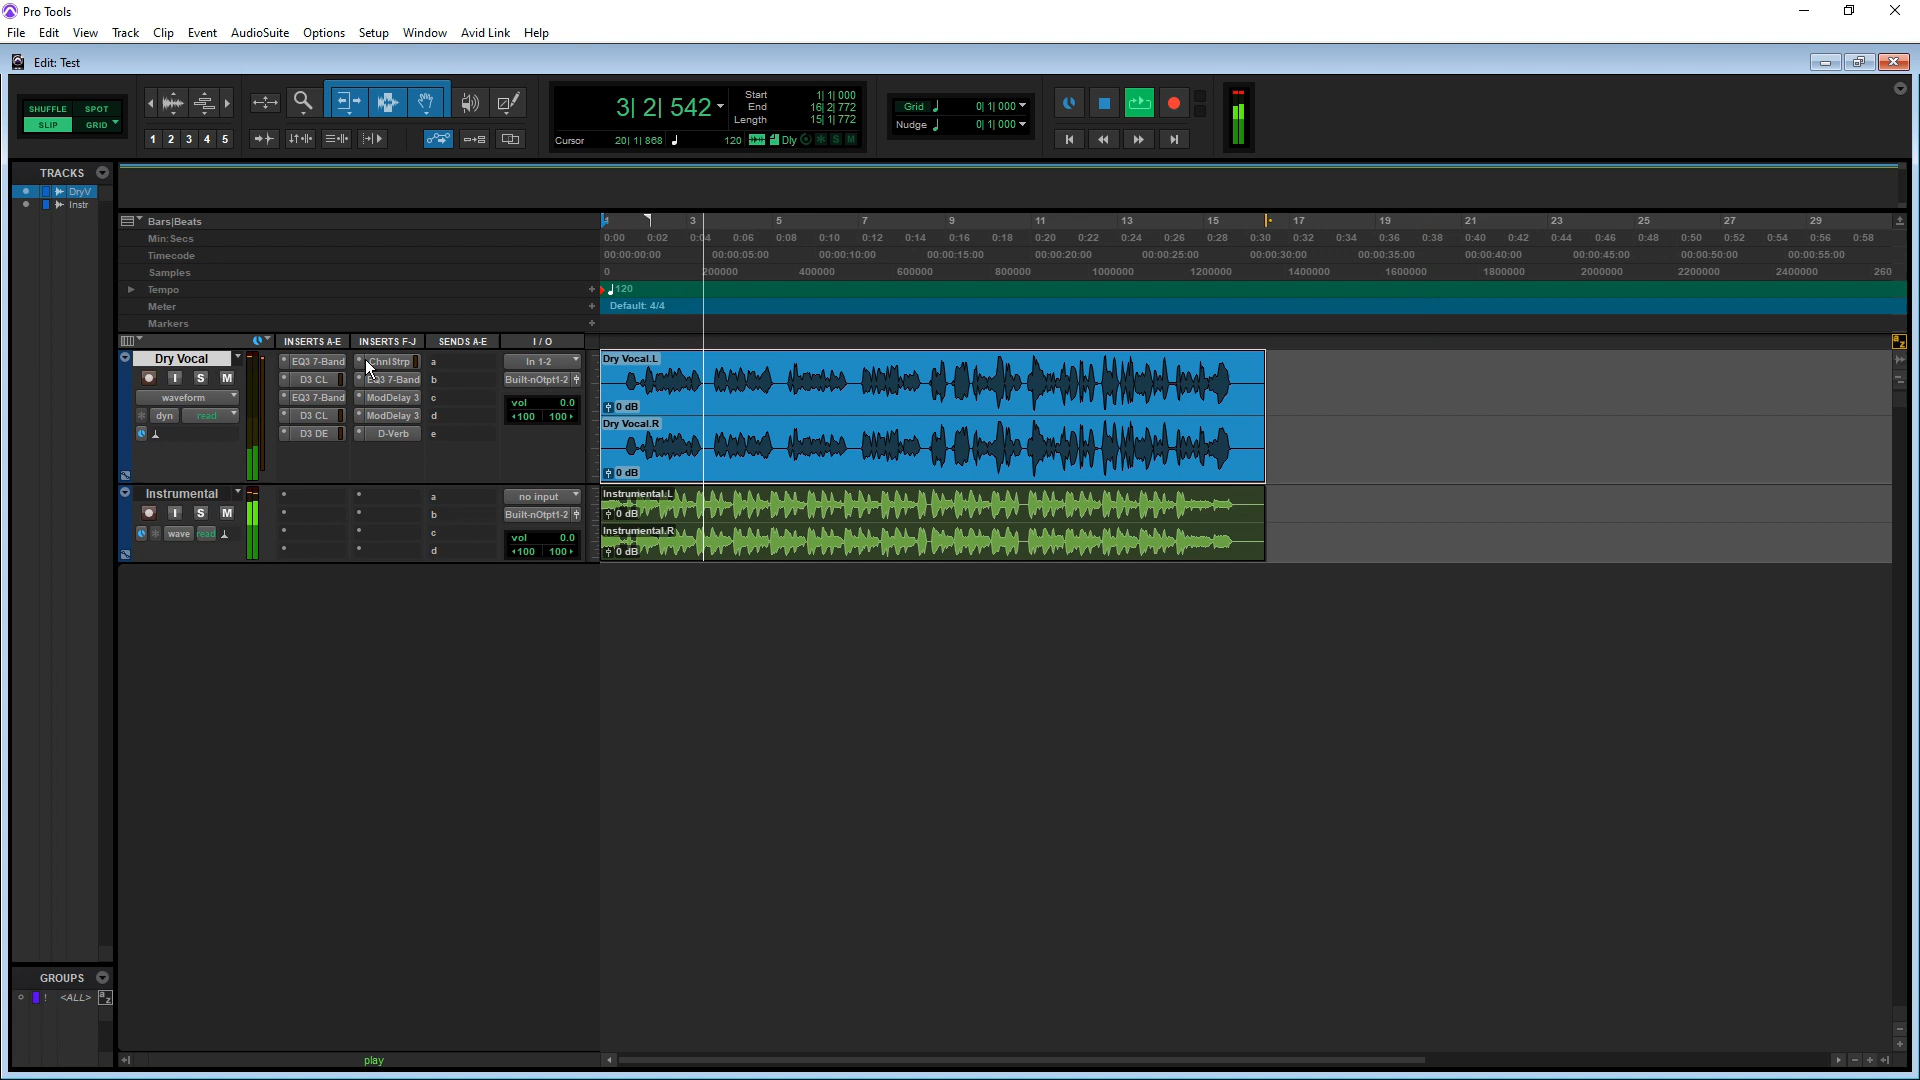 Pro Tools
File Edit View Track Clip Event AudioSuite Options Setup Window Avid Link Help
Edit: Test
SHUFFLE SPOT
SLIP GRID
1 2 3 4 5
3| 2| 542
Start 1| 1| 000
End 16| 2| 772
Length 15| 1| 772
Cursor 20| 1| 868 120 Dly S M
Grid 0| 1| 000
Nudge 0| 1| 000
TRACKS
DryV
Instr
Bars|Beats 1 3 5 7 9 11 13 15 17 19 21 23 25 27 29
Min:Secs 0:00 0:02 0:04 0:06 0:08 0:10 0:12 0:14 0:16 0:18 0:20 0:22 0:24 0:26 0:28 0:30 0:32 0:34 0:36 0:38 0:40 0:42 0:44 0:46 0:48 0:50 0:52 0:54 0:56 0:58
Timecode 00:00:00:00 00:00:05:00 00:00:10:00 00:00:15:00 00:00:20:00 00:00:25:00 00:00:30:00 00:00:35:00 00:00:40:00 00:00:45:00 00:00:50:00 00:00:55:00
Samples 0 200000 400000 600000 800000 1000000 1200000 1400000 1600000 1800000 2000000 2200000 2400000 260
Tempo + 120
Meter + Default: 4/4
Markers +
INSERTS A-E INSERTS F-J SENDS A-E I / O
Dry Vocal EQ3 7-Band ChnlStrp a In 1-2 Dry Vocal.L
I S M D3 CL EQ3 7-Band b Built-nOtpt1-2
waveform EQ3 7-Band ModDelay 3 c vol 0.0 0 dB
dyn read D3 CL ModDelay 3 d 100 100 Dry Vocal.R
D3 DE D-Verb e
0 dB
Instrumental a no input Instrumental.L
I S M b Built-nOtpt1-2 0 dB
wave read c vol 0.0 Instrumental.R
d 100 100 0 dB
GROUPS
! <ALL> a z
play